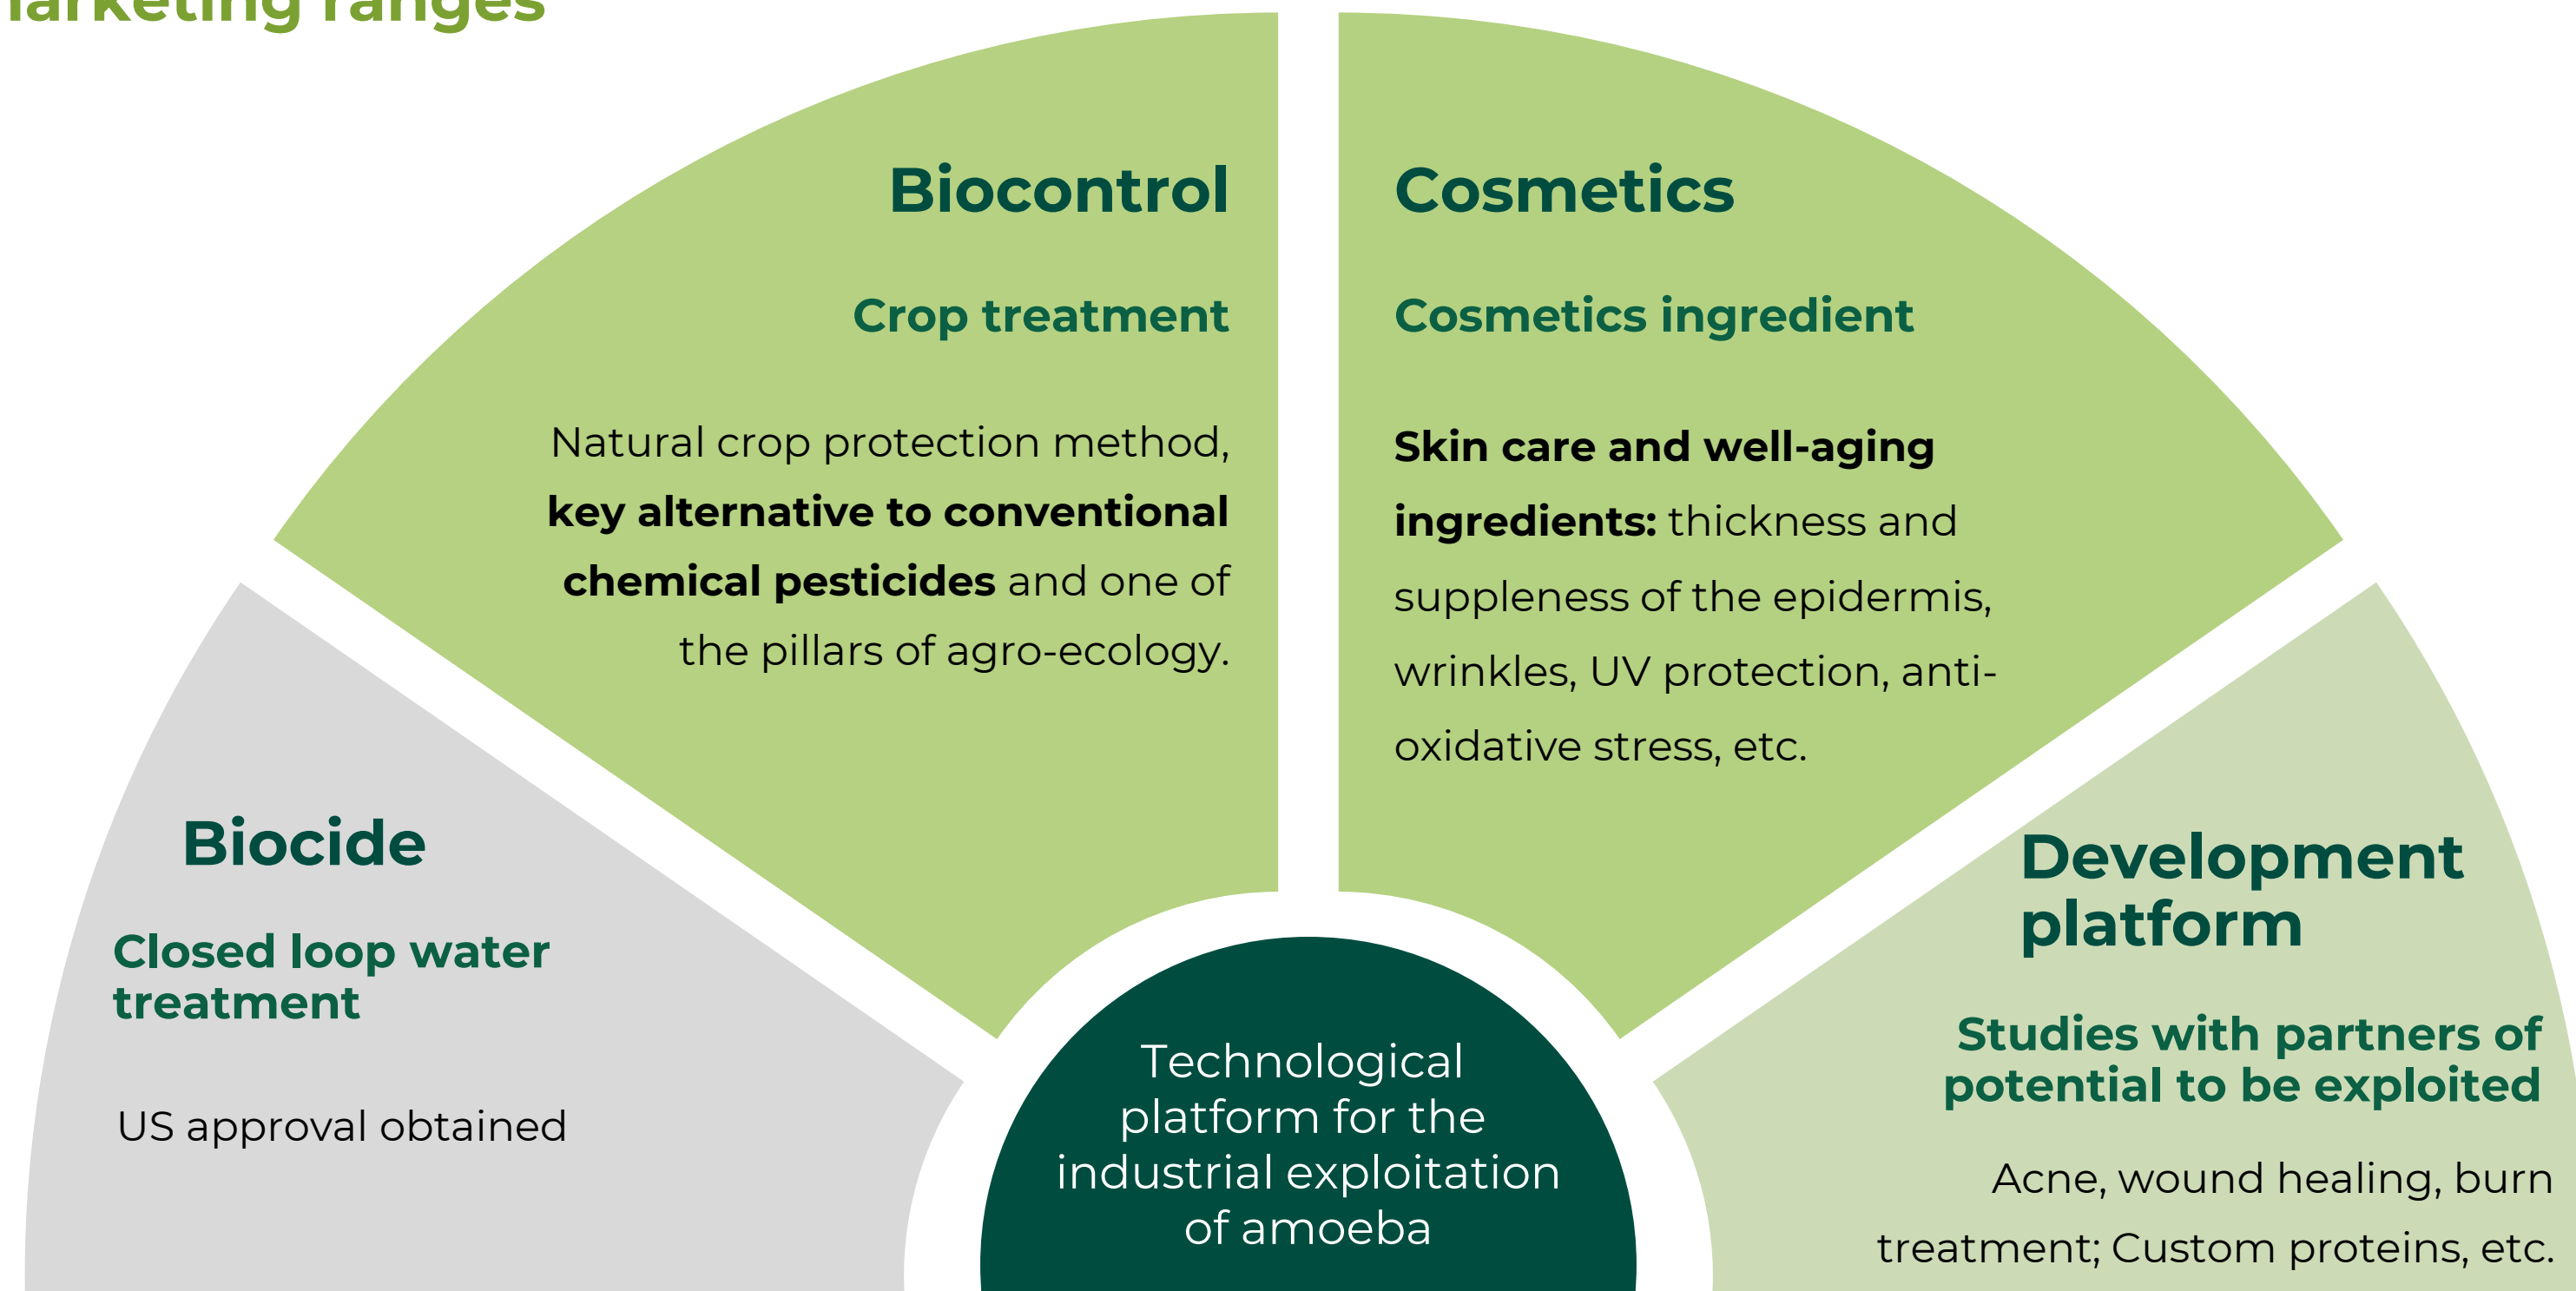 arketing ranges
Biocontrol
Crop treatment
Natural crop protection method,
key alternative to conventional
chemical pesticides and one of
the pillars of agro-ecology.
Cosmetics
Cosmetics ingredient
Skin care and well-aging
ingredients: thickness and
suppleness of the epidermis,
wrinkles, UV protection, anti-
oxidative stress, etc.
Biocide
Closed loop water
treatment
US approval obtained
Technological
platform for the
industrial exploitation
of amoeba
Development
platform
Studies with partners of
potential to be exploited
Acne, wound healing, burn
treatment; Custom proteins, etc.